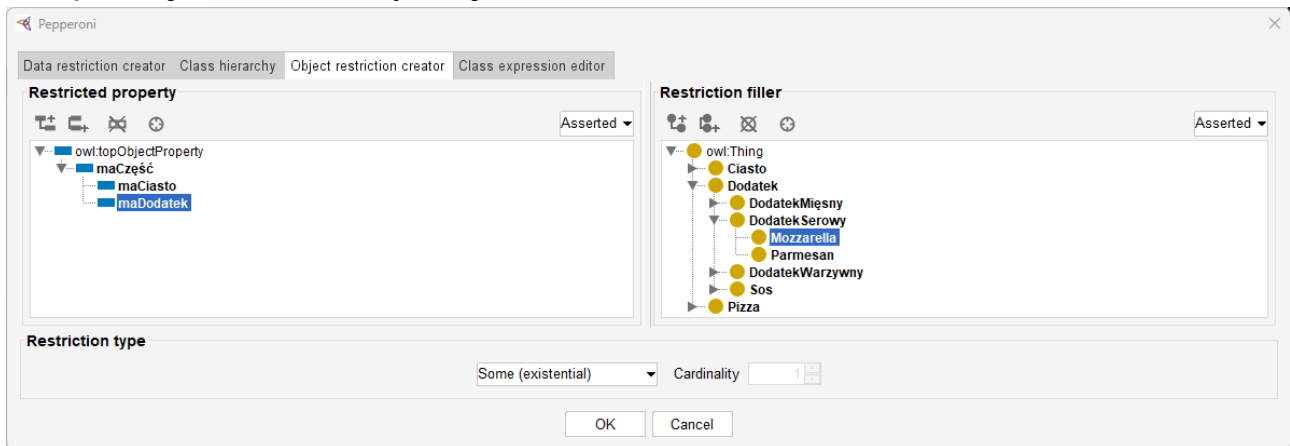 Pepperoni
Data restriction creator Class hierarchy Object restriction creator Class expression editor
Restricted property
Asserted
owl:topObjectProperty
maCzęść
maCiasto
maDodatek
Restriction filler
Asserted
owl:Thing
Ciasto
Dodatek
DodatekMięsny
DodatekSerowy
Mozzarella
Parmesan
DodatekWarzywny
Sos
Pizza
Restriction type
Some (existential) Cardinality 1
OK Cancel